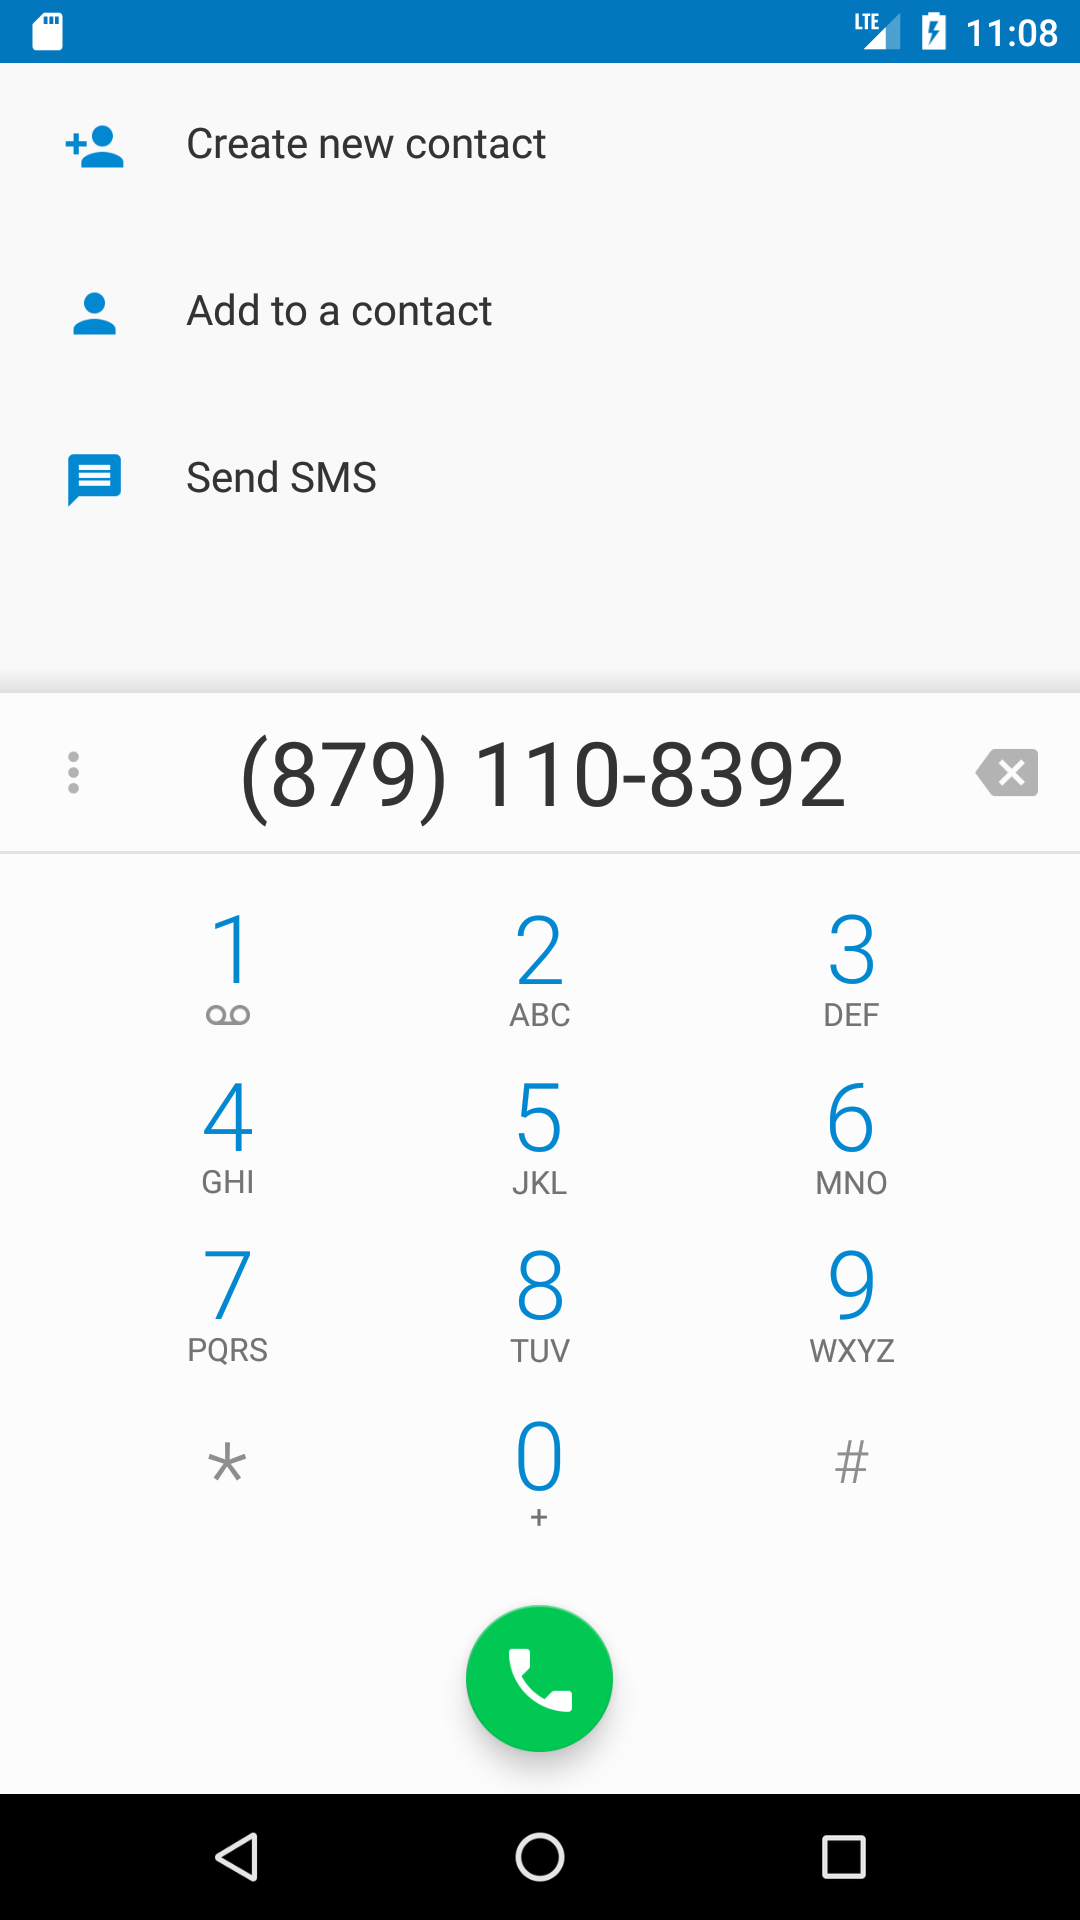 LTE 11:08
Create new contact
Add to a contact
Send SMS
(879) 110-8392
1 2 3
ABC DEF
4 5 6
GHI JKL MNO
7 8 9
PQRS TUV WXYZ
* 0 #
+